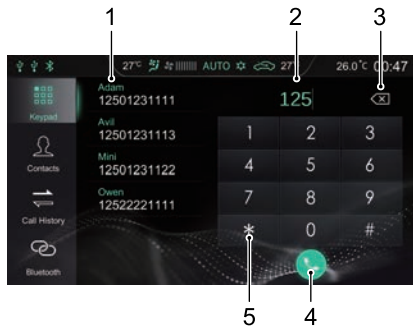 1 2 3
27°C AUTO 27° 26.0°c 00:47
Keypad
Contacts
Call History
Bluetooth
Adam
12501231111
Avil
12501231113
Mini
12501231122
Owen
12522221111
125
1 2 3
4 5 6
7 8 9
* 0 #
5 4